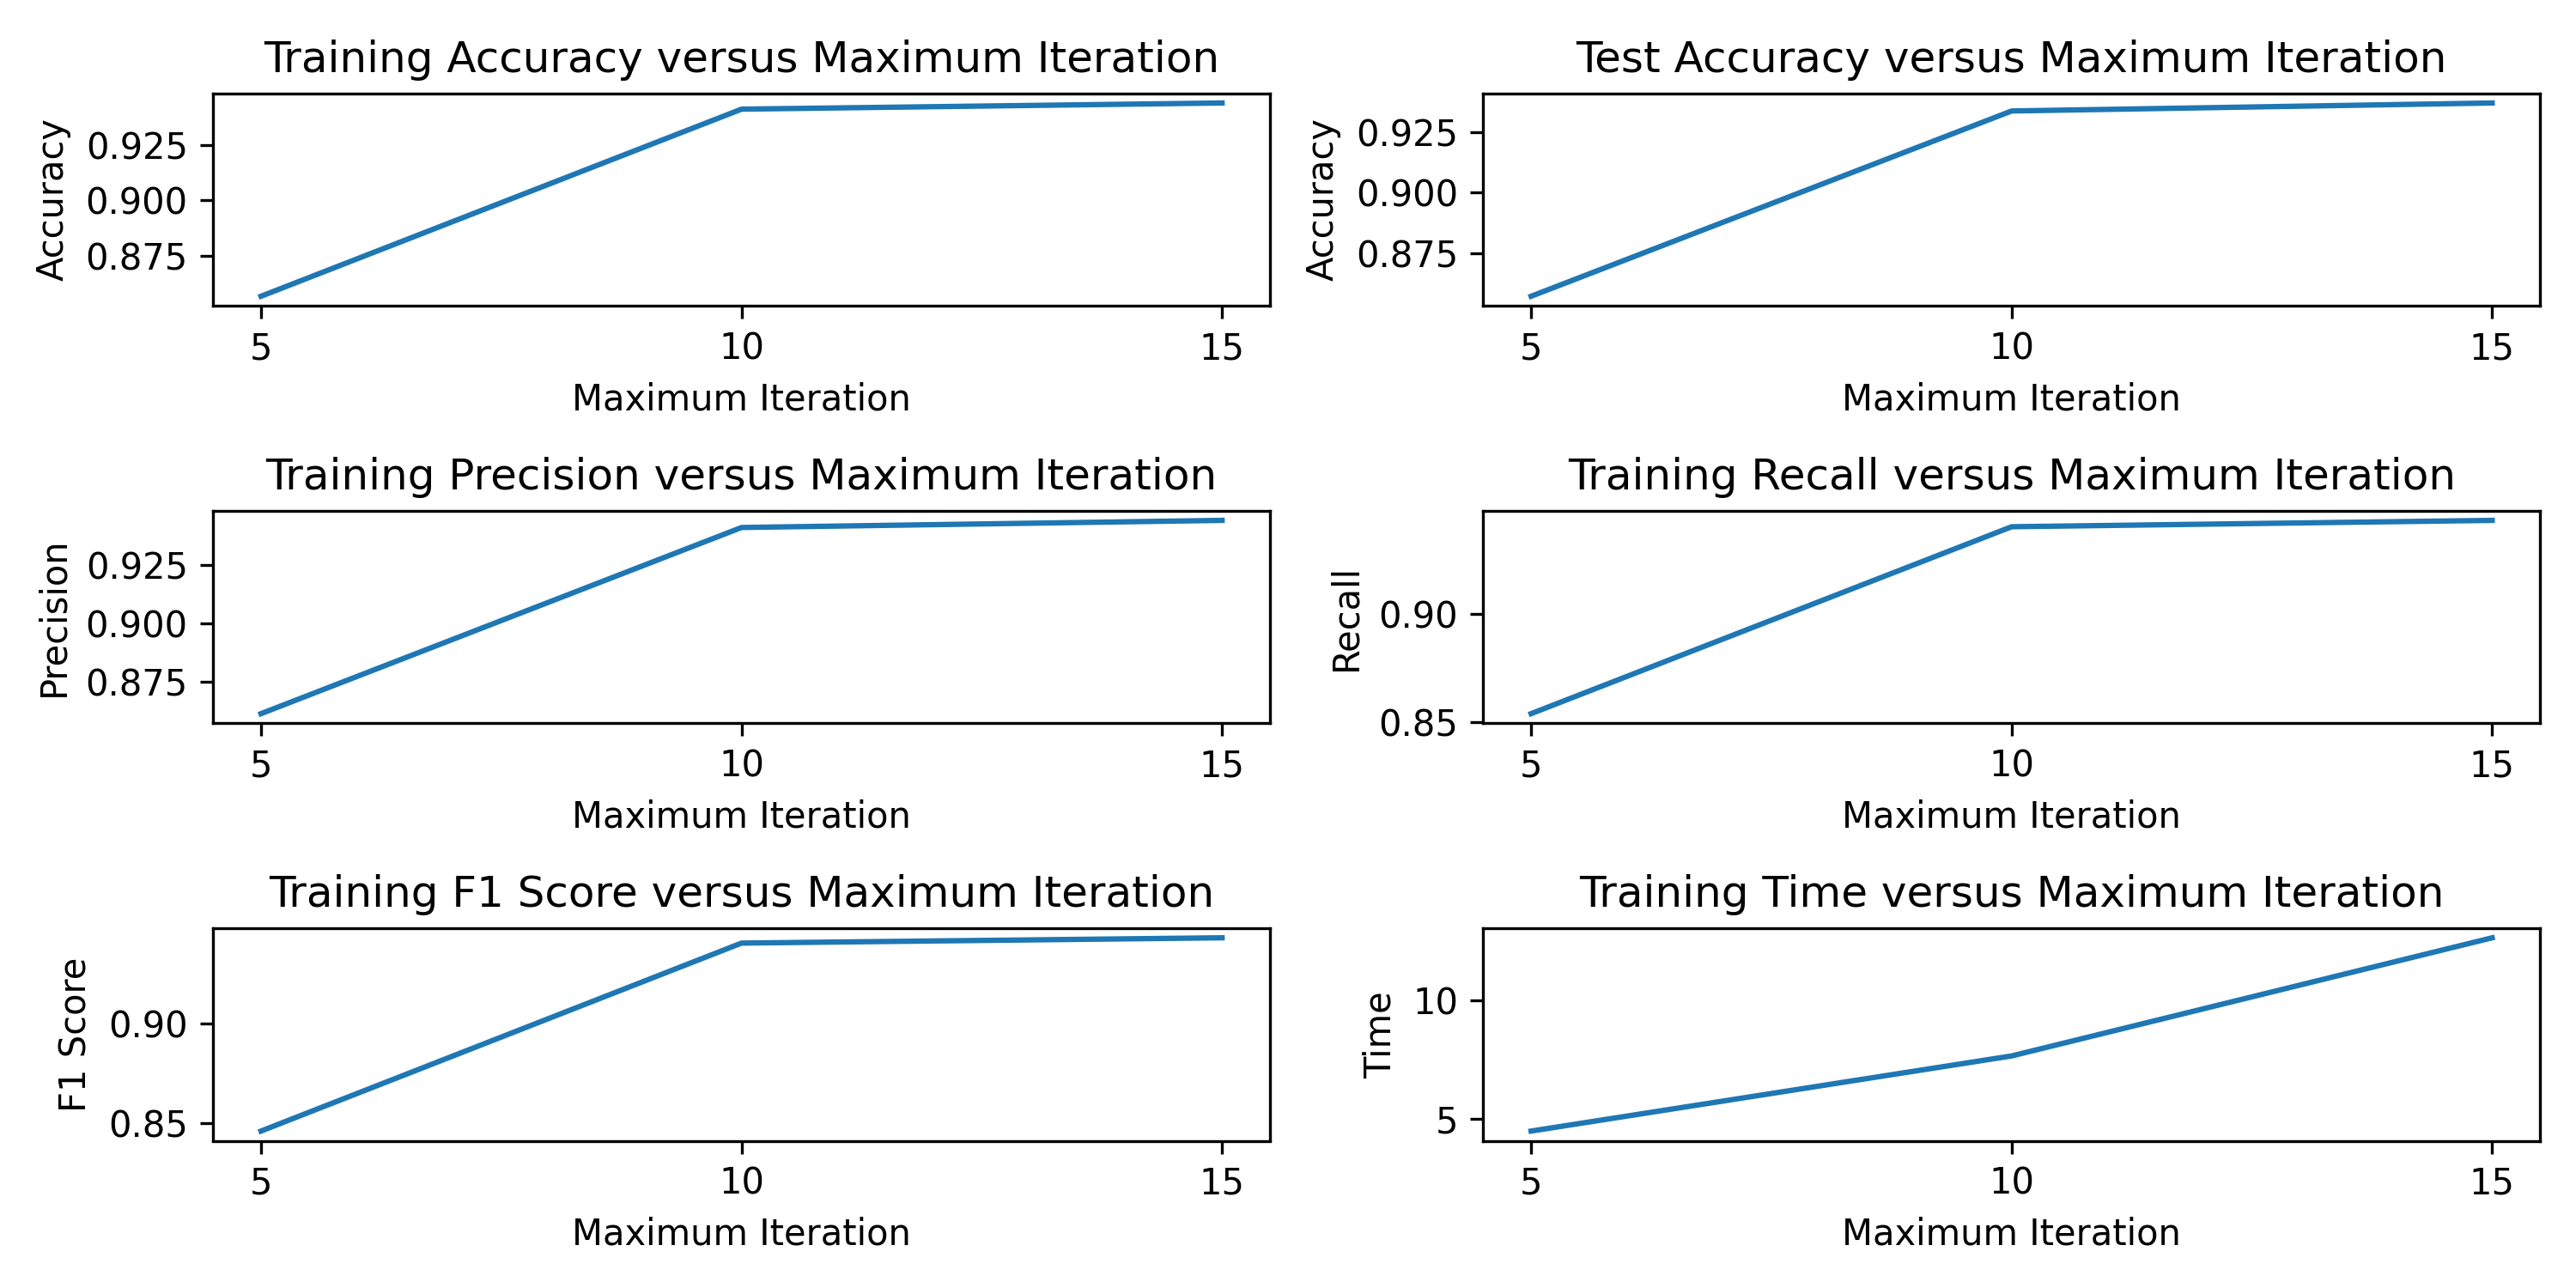 Training Accuracy versus Maximum Iteration
Accuracy
0.925
0.900
0.875
5 10 15
Maximum Iteration
Test Accuracy versus Maximum Iteration
Accuracy
0.925
0.900
0.875
5 10 15
Maximum Iteration
Training Precision versus Maximum Iteration
Precision
0.925
0.900
0.875
5 10 15
Maximum Iteration
Training Recall versus Maximum Iteration
Recall
0.90
0.85
5 10 15
Maximum Iteration
Training F1 Score versus Maximum Iteration
F1 Score
0.90
0.85
5 10 15
Maximum Iteration
Training Time versus Maximum Iteration
Time
10
5
5 10 15
Maximum Iteration